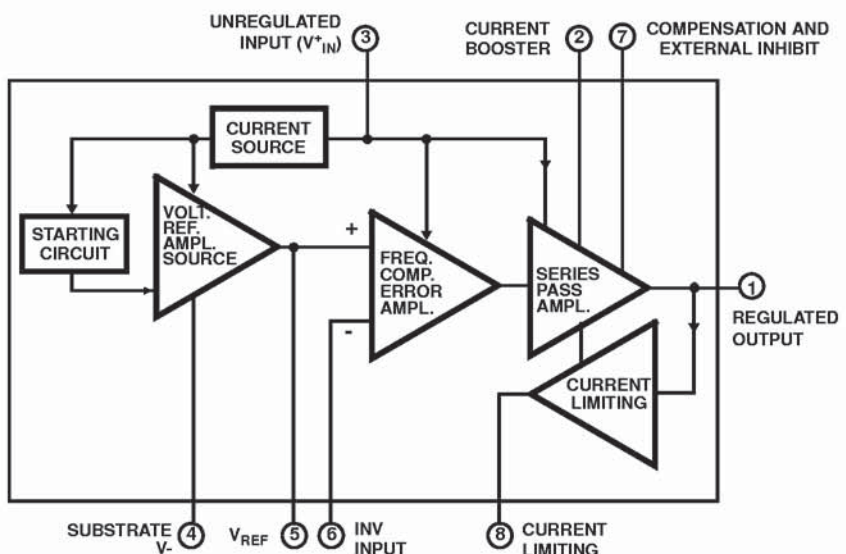 UNREGULATED
INPUT (V+IN)
3
CURRENT
BOOSTER
2
7
COMPENSATION AND
EXTERNAL INHIBIT
CURRENT
SOURCE
STARTING
CIRCUIT
VOLT.
REF.
AMPL.
SOURCE
+
-
FREQ.
COMP.
ERROR
AMPL.
SERIES
PASS
AMPL.
1
REGULATED
OUTPUT
CURRENT
LIMITING
SUBSTRATE
V-
4
VREF
5
6
INV
INPUT
8
CURRENT
LIMITING